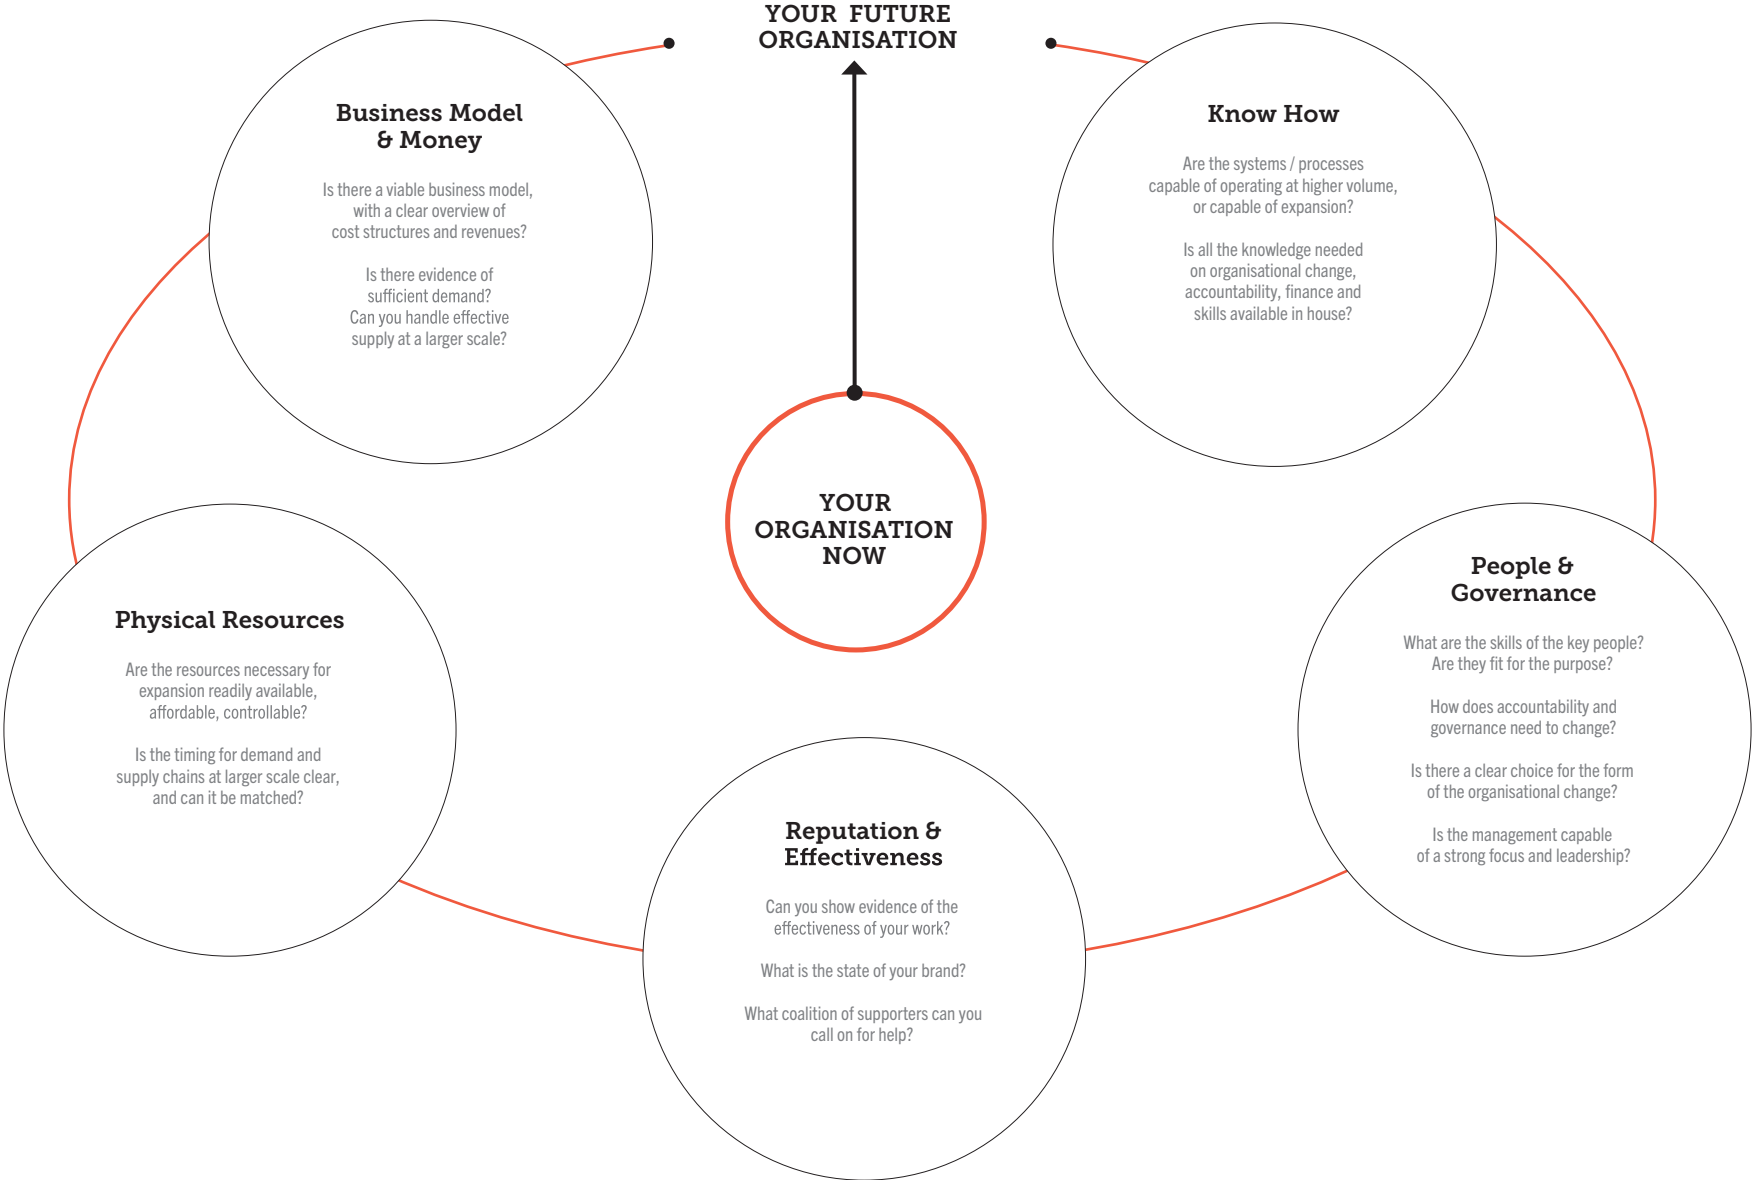 YOUR FUTURE
ORGANISATION
Business Model
& Money
Is there a viable business model,
with a clear overview of
cost structures and revenues?
Is there evidence of
sufficient demand?
Can you handle effective
supply at a larger scale?
Know How
Are the systems / processes
capable of operating at higher volume,
or capable of expansion?
Is all the knowledge needed
on organisational change,
accountability, finance and
skills available in house?
YOUR
ORGANISATION
NOW
Physical Resources
Are the resources necessary for
expansion readily available,
affordable, controllable?
Is the timing for demand and
supply chains at larger scale clear,
and can it be matched?
People &
Governance
What are the skills of the key people?
Are they fit for the purpose?
How does accountability and
governance need to change?
Is there a clear choice for the form
of the organisational change?
Is the management capable
of a strong focus and leadership?
Reputation &
Effectiveness
Can you show evidence of the
effectiveness of your work?
What is the state of your brand?
What coalition of supporters can you
call on for help?